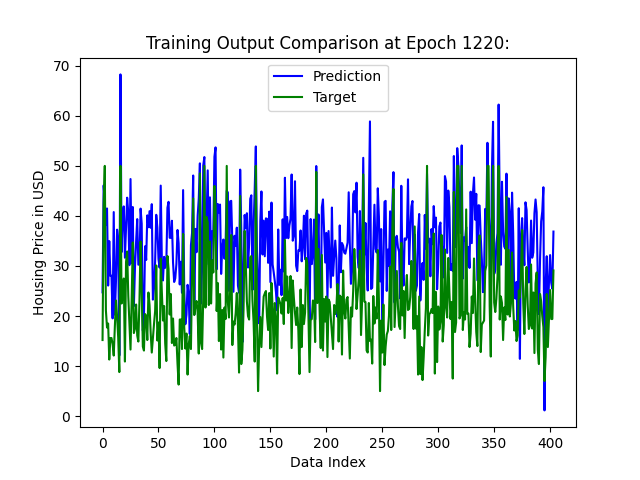 Training Output Comparison at Epoch 1220:
Prediction
Target
Housing Price in USD
70
60
50
40
30
20
10
0
0 50 100 150 200 250 300 350 400
Data Index